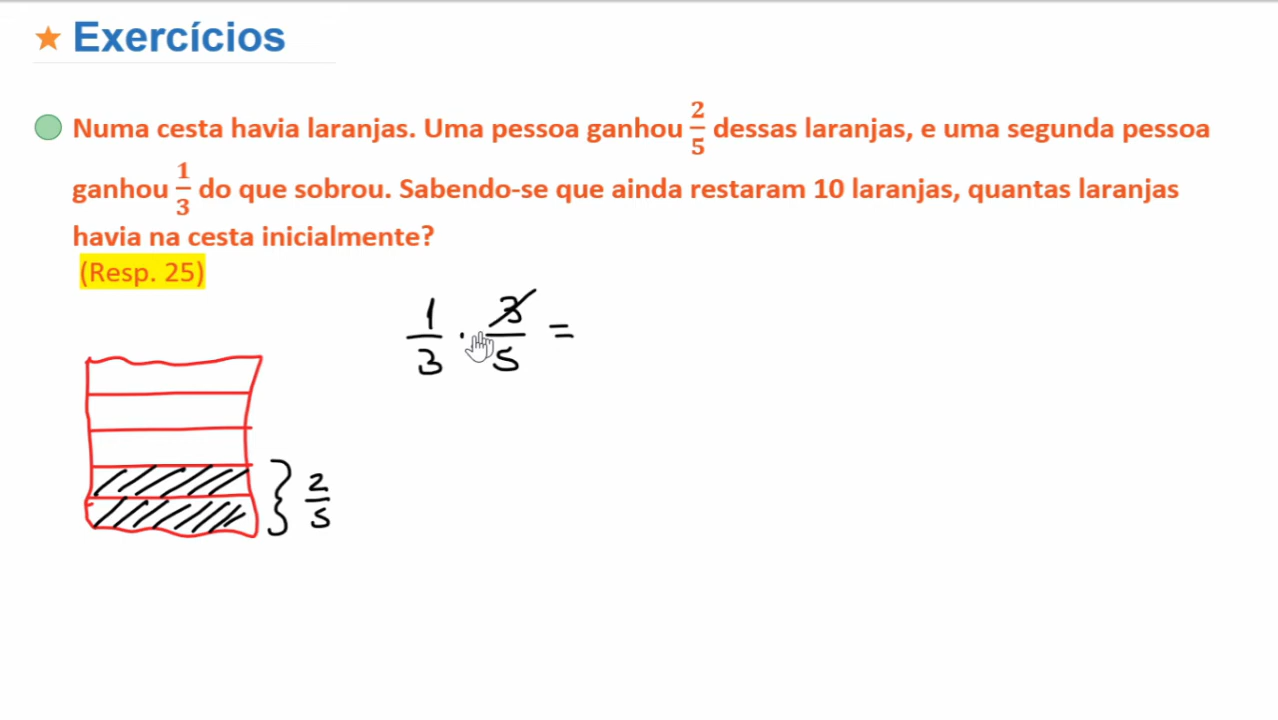 Exercícios
Numa cesta havia laranjas. Uma pessoa ganhou 2/5 dessas laranjas, e uma segunda pessoa
ganhou 1/3 do que sobrou. Sabendo-se que ainda restaram 10 laranjas, quantas laranjas
havia na cesta inicialmente?
(Resp. 25)
1/3 · 3/5 =
2/5